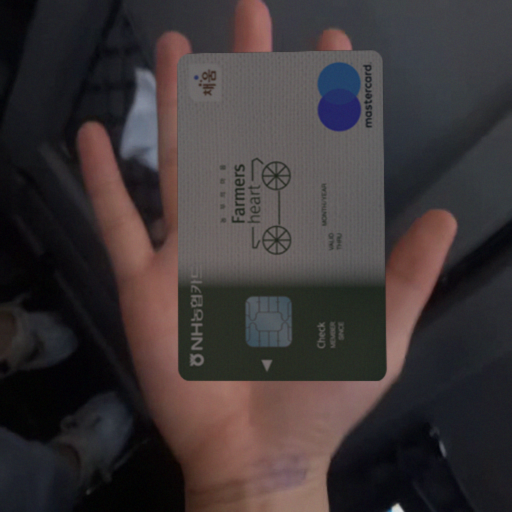 NH농협카드
Farmers
heart
MONTH/YEAR
VALID
THRU
Check
MEMBER
SINCE
채움
mastercard